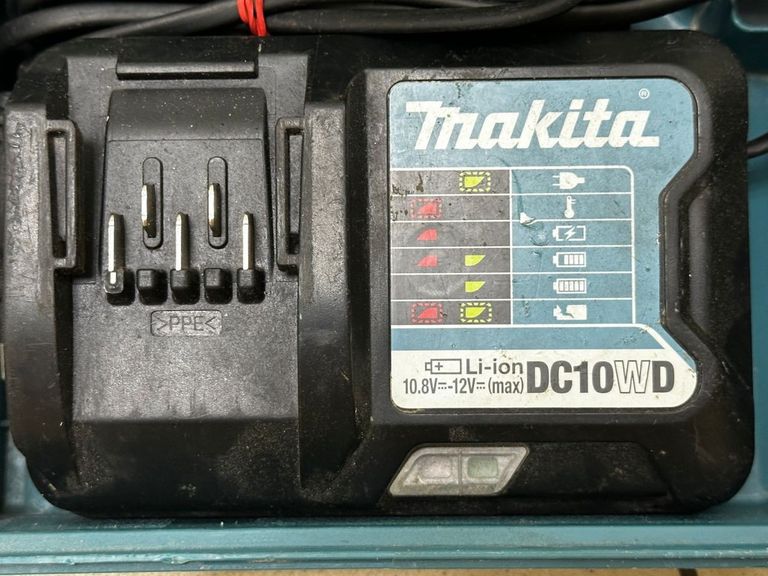 makita ®
>PPE<
Li-ion
10.8V⎓-12V⎓(max) DC10WD